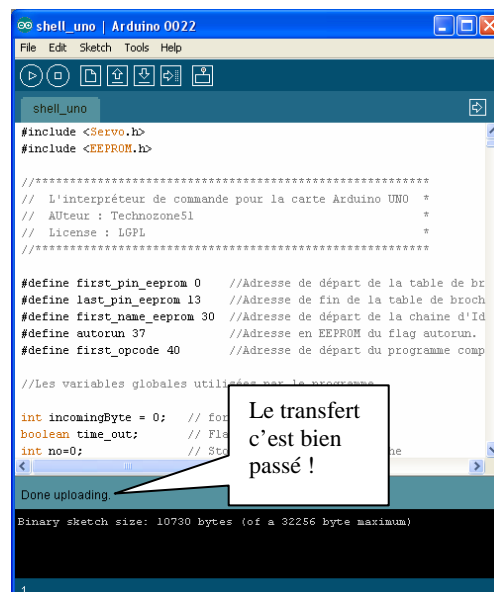 shell_uno | Arduino 0022
File Edit Sketch Tools Help
shell_uno
#include <Servo.h>
#include <EEPROM.h>
//*********************************************************
// L'interpréteur de commande pour la carte Arduino UNO *
// AUteur : Technozone51 *
// License : LGPL *
//*********************************************************
#define first_pin_eeprom 0 //Adresse de départ de la table de br
#define last_pin_eeprom 13 //Adresse de fin de la table de broch
#define first_name_eeprom 30 //Adresse de départ de la chaine d'Id
#define autorun 37 //Adresse en EEPROM du flag autorun.
#define first_opcode 40 //Adresse de départ du programme comp
//Les variables globales utilisées par le programme
int incomingByte = 0; // for
boolean time_out; // Fla
int no=0; // Sto
Le transfert
c'est bien
passé !
Done uploading.
Binary sketch size: 10730 bytes (of a 32256 byte maximum)
1